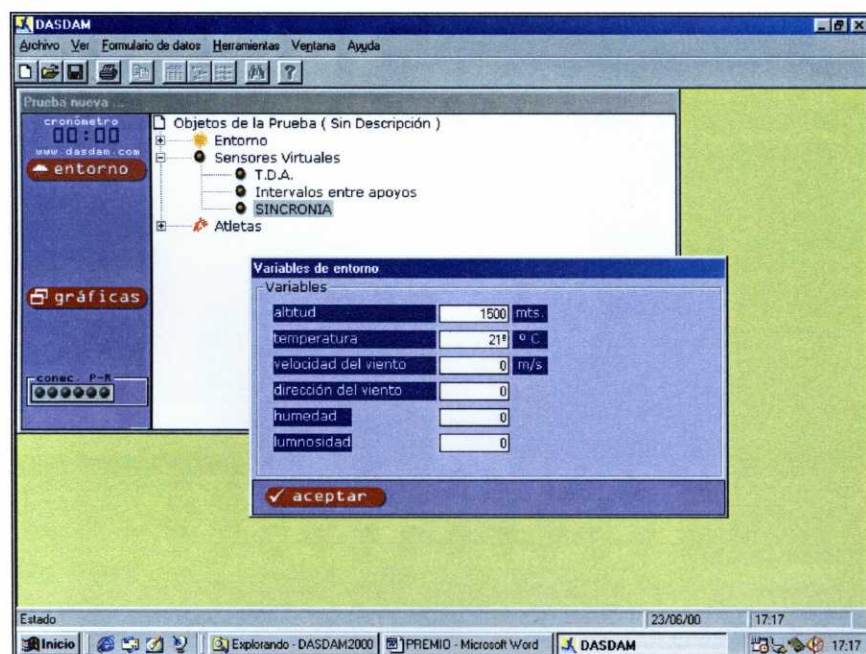 DASDAM
Archivo Ver Formulario de datos Herramientas Ventana Ayuda
Prueba nueva ...
cronómetro
00:00
www.dasdam.com
entorno
gráficas
conec. P-R
Objetos de la Prueba ( Sin Descripción )
Entorno
Sensores Virtuales
T.D.A.
Intervalos entre apoyos
SINCRONIA
Atletas
Variables de entorno
Variables
altitud 1500 mts.
temperatura 21º º C
velocidad del viento 0 m/s
dirección del viento 0
humedad 0
lumnosidad 0
aceptar
Estado 23/06/00 17:17
Inicio Explorando - DASDAM2000 PREMIO - Microsoft Word DASDAM 17:17